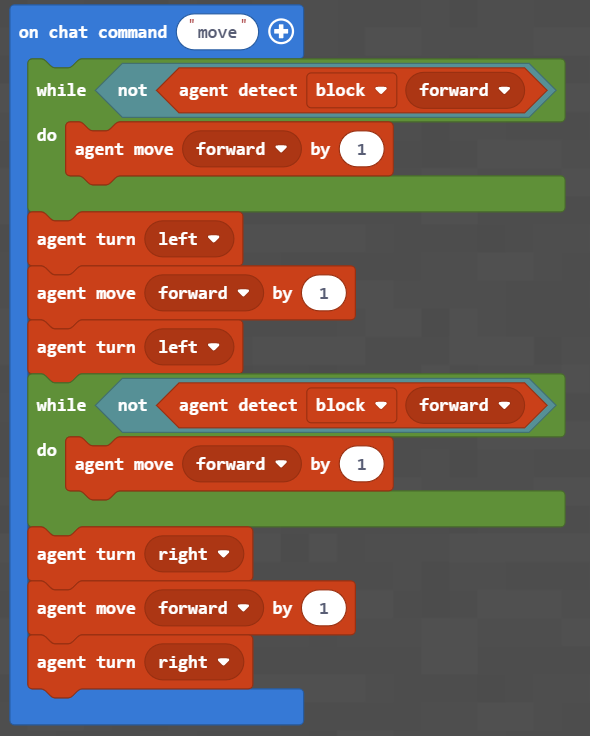 on chat command "move"
while not agent detect block forward
do
agent move forward by 1
agent turn left
agent move forward by 1
agent turn left
while not agent detect block forward
do
agent move forward by 1
agent turn right
agent move forward by 1
agent turn right